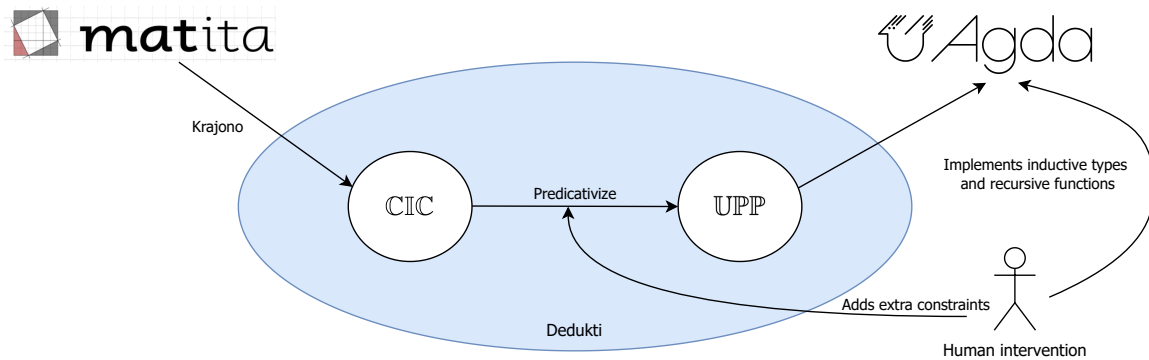 matita
Agda
Krajono
Implements inductive types
and recursive functions
ℂ𝕀ℂ
Predicativize
𝕌ℙℙ
Adds extra constraints
Dedukti
Human intervention